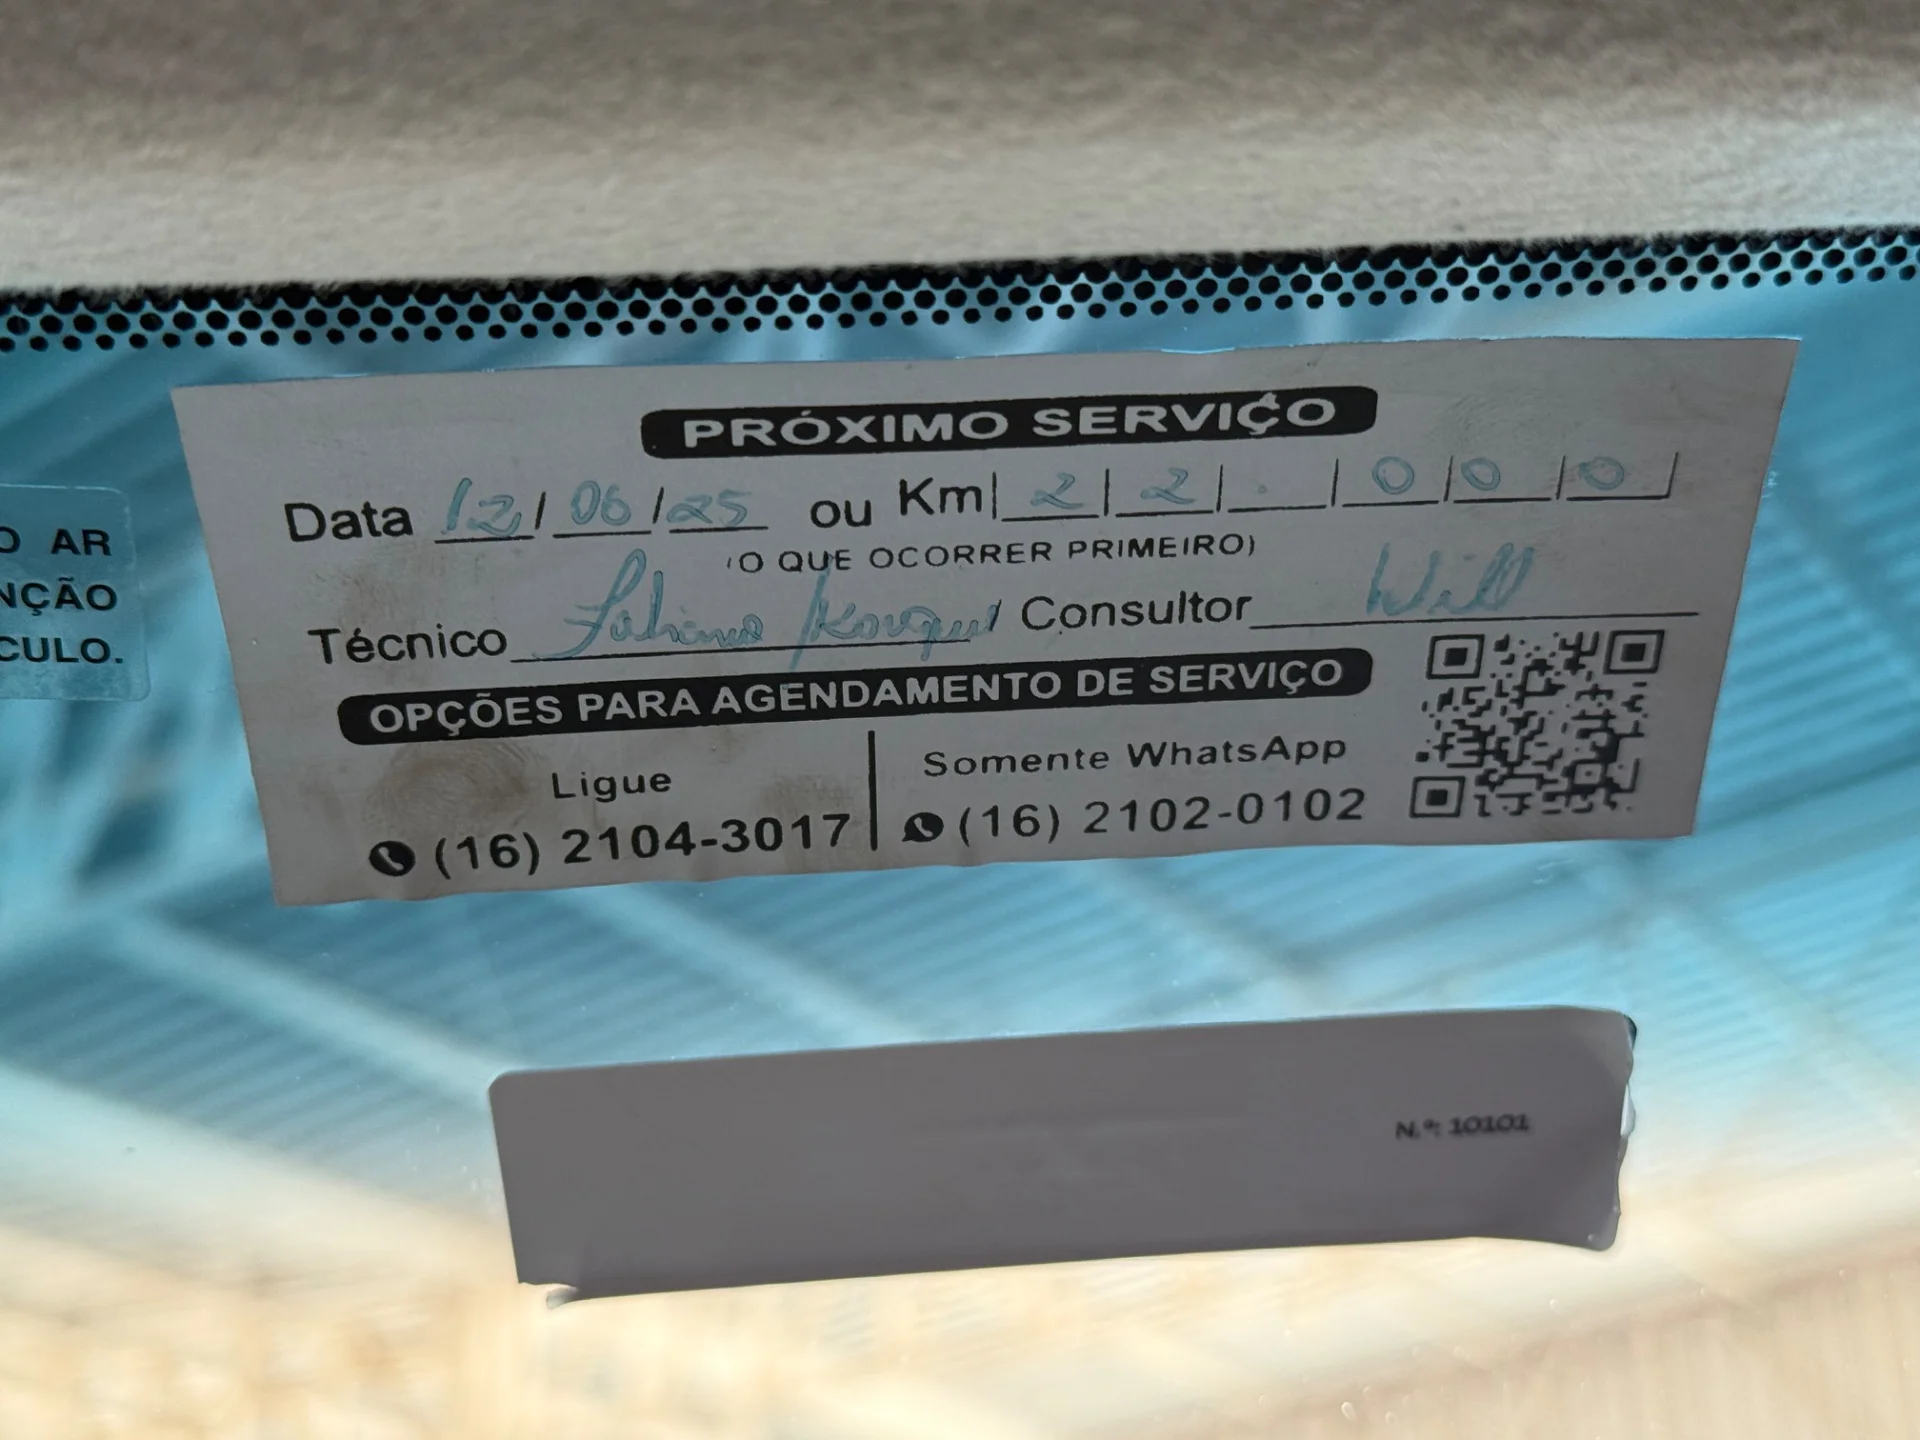 O AR
NÇÃO
CULO.
PRÓXIMO SERVIÇO
Data 12/06/25 ou Km 22.000
(O QUE OCORRER PRIMEIRO)
Técnico Fabiano / Consultor Will
OPÇÕES PARA AGENDAMENTO DE SERVIÇO
Ligue
(16) 2104-3017
Somente WhatsApp
(16) 2102-0102
N.º: 10101